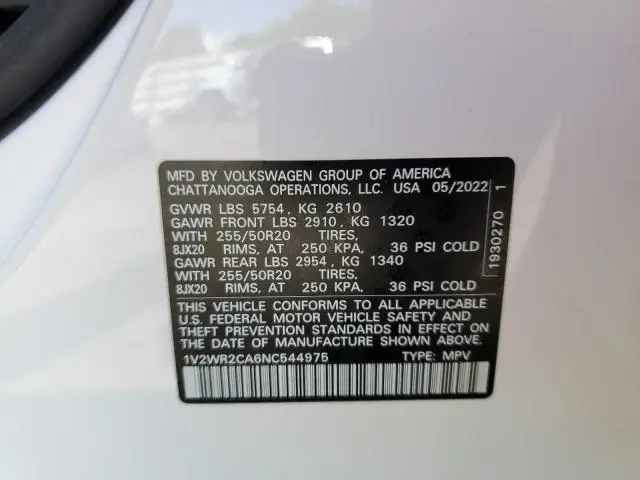 MFD BY VOLKSWAGEN GROUP OF AMERICA
CHATTANOOGA OPERATIONS, LLC. USA 05/2022
GVWR LBS 5754, KG 2610
GAWR FRONT LBS 2910, KG 1320
WITH 255/50R20 TIRES,
8JX20 RIMS, AT 250 KPA, 36 PSI COLD
GAWR REAR LBS 2954, KG 1340
WITH 255/50R20 TIRES,
8JX20 RIMS, AT 250 KPA, 36 PSI COLD
THIS VEHICLE CONFORMS TO ALL APPLICABLE
U.S. FEDERAL MOTOR VEHICLE SAFETY AND
THEFT PREVENTION STANDARDS IN EFFECT ON
THE DATE OF MANUFACTURE SHOWN ABOVE.
1V2WR2CA6NC544975 TYPE: MPV
1930270 1